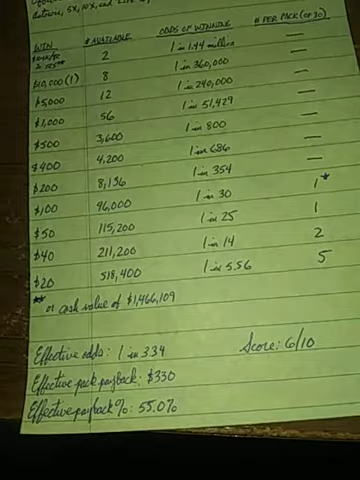 outcome, 5X, 10X, and
WIN # AVAILABLE ODDS OF WINNING # PER PACK (OF 30)
2 1 in 1.44 million —
$10,000 (1) 8 1 in 360,000 —
$5000 12 1 in 240,000 —
$1,000 56 1 in 51,429 —
$500 3,600 1 in 800 —
$400 4,200 1 in 686 —
$200 8,136 1 in 354 —
$100 96,000 1 in 30 1*
$50 115,200 1 in 25 1
$40 211,200 1 in 14 2
$20 518,400 1 in 5.56 5
** or cash value of $1,466,109
Effective odds: 1 in 3.34 Score: 6/10
Effective pack payback: $330
Effective payback %: 55.0%